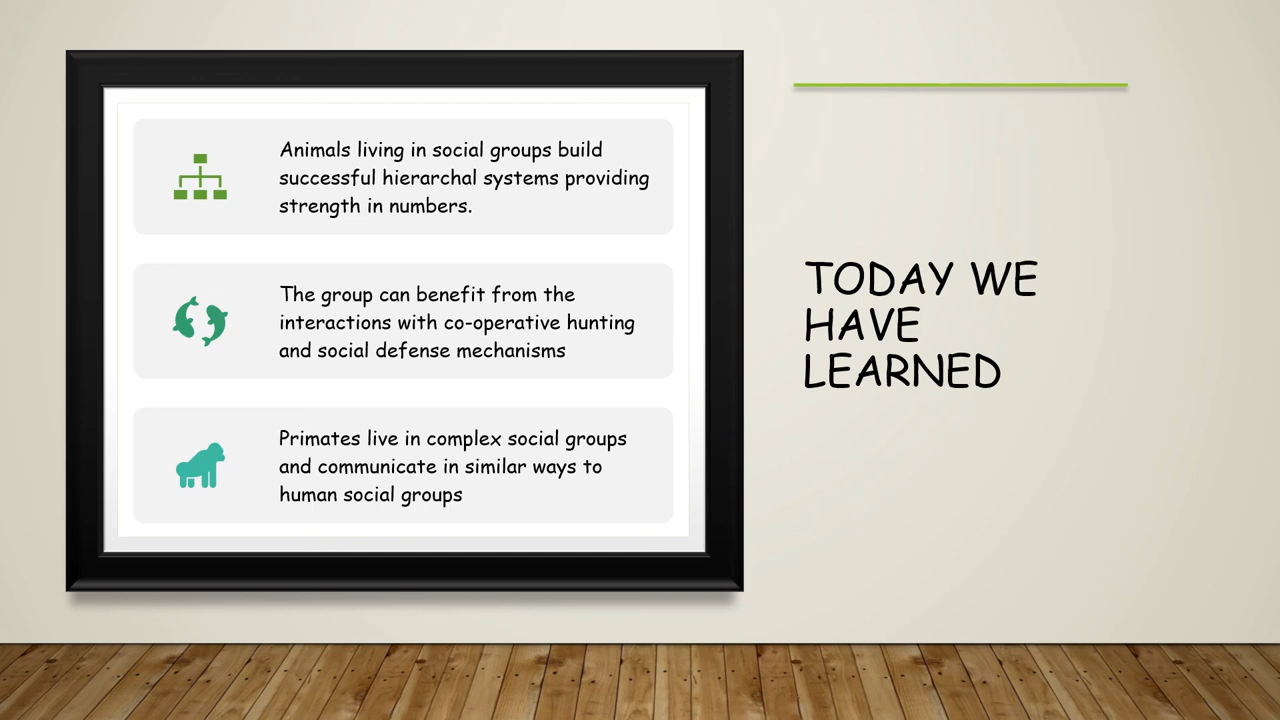 Animals living in social groups build
successful hierarchal systems providing
strength in numbers.
The group can benefit from the
interactions with co-operative hunting
and social defense mechanisms
Primates live in complex social groups
and communicate in similar ways to
human social groups
TODAY WE
HAVE
LEARNED